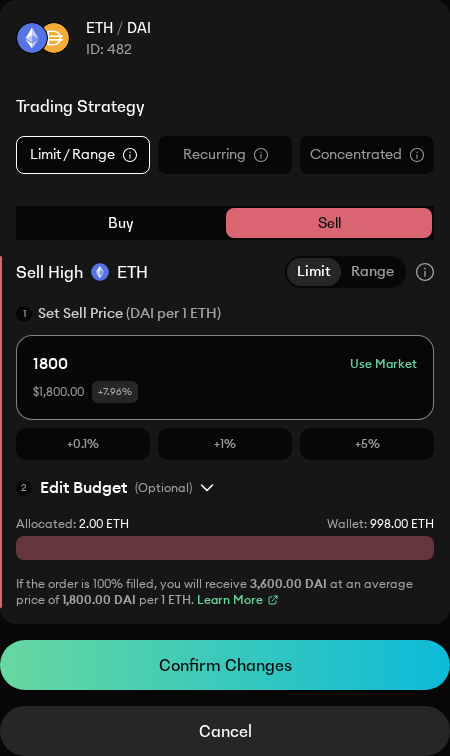 ETH / DAI
ID: 482
Trading Strategy
Limit / Range
Recurring
Concentrated
Buy
Sell
Sell High ETH
Limit
Range
1 Set Sell Price (DAI per 1 ETH)
1800
Use Market
$1,800.00 +7.96%
+0.1%
+1%
+5%
2 Edit Budget (Optional)
Allocated: 2.00 ETH
Wallet: 998.00 ETH
If the order is 100% filled, you will receive 3,600.00 DAI at an average
price of 1,800.00 DAI per 1 ETH. Learn More
Confirm Changes
Cancel